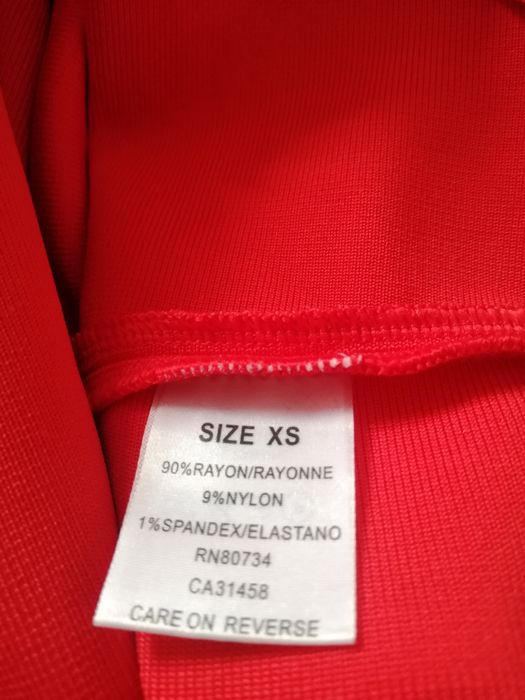 SIZE XS
90%RAYON/RAYONNE
9%NYLON
1%SPANDEX/ELASTANO
RN80734
CA31458
CARE ON REVERSE